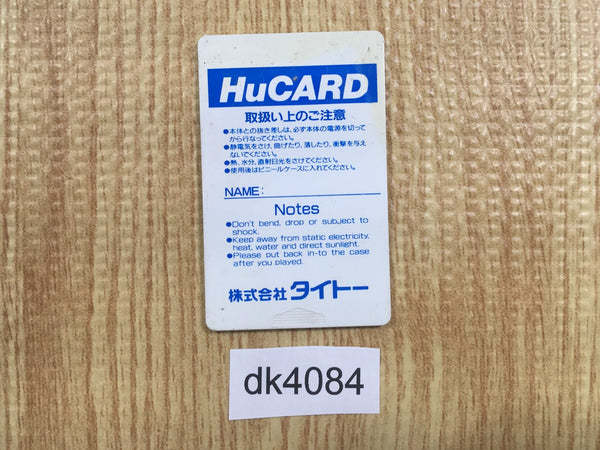 HuCARD
取扱い上のご注意
●本体との抜き差しは、必ず本体の電源を切って
から行なってください。
●静電気をさけ、曲げたり、落したり、衝撃を与え
ないでください。
●熱、水分、直射日光をさけてください。
●使用後はビニールケースに入れてください。
NAME:
Notes
●Don't bend, drop or subject to
shock.
●Keep away from static electricity,
heat, water and direct sunlight.
●Please put back in-to the case
after you played.
株式会社タイトー
dk4084